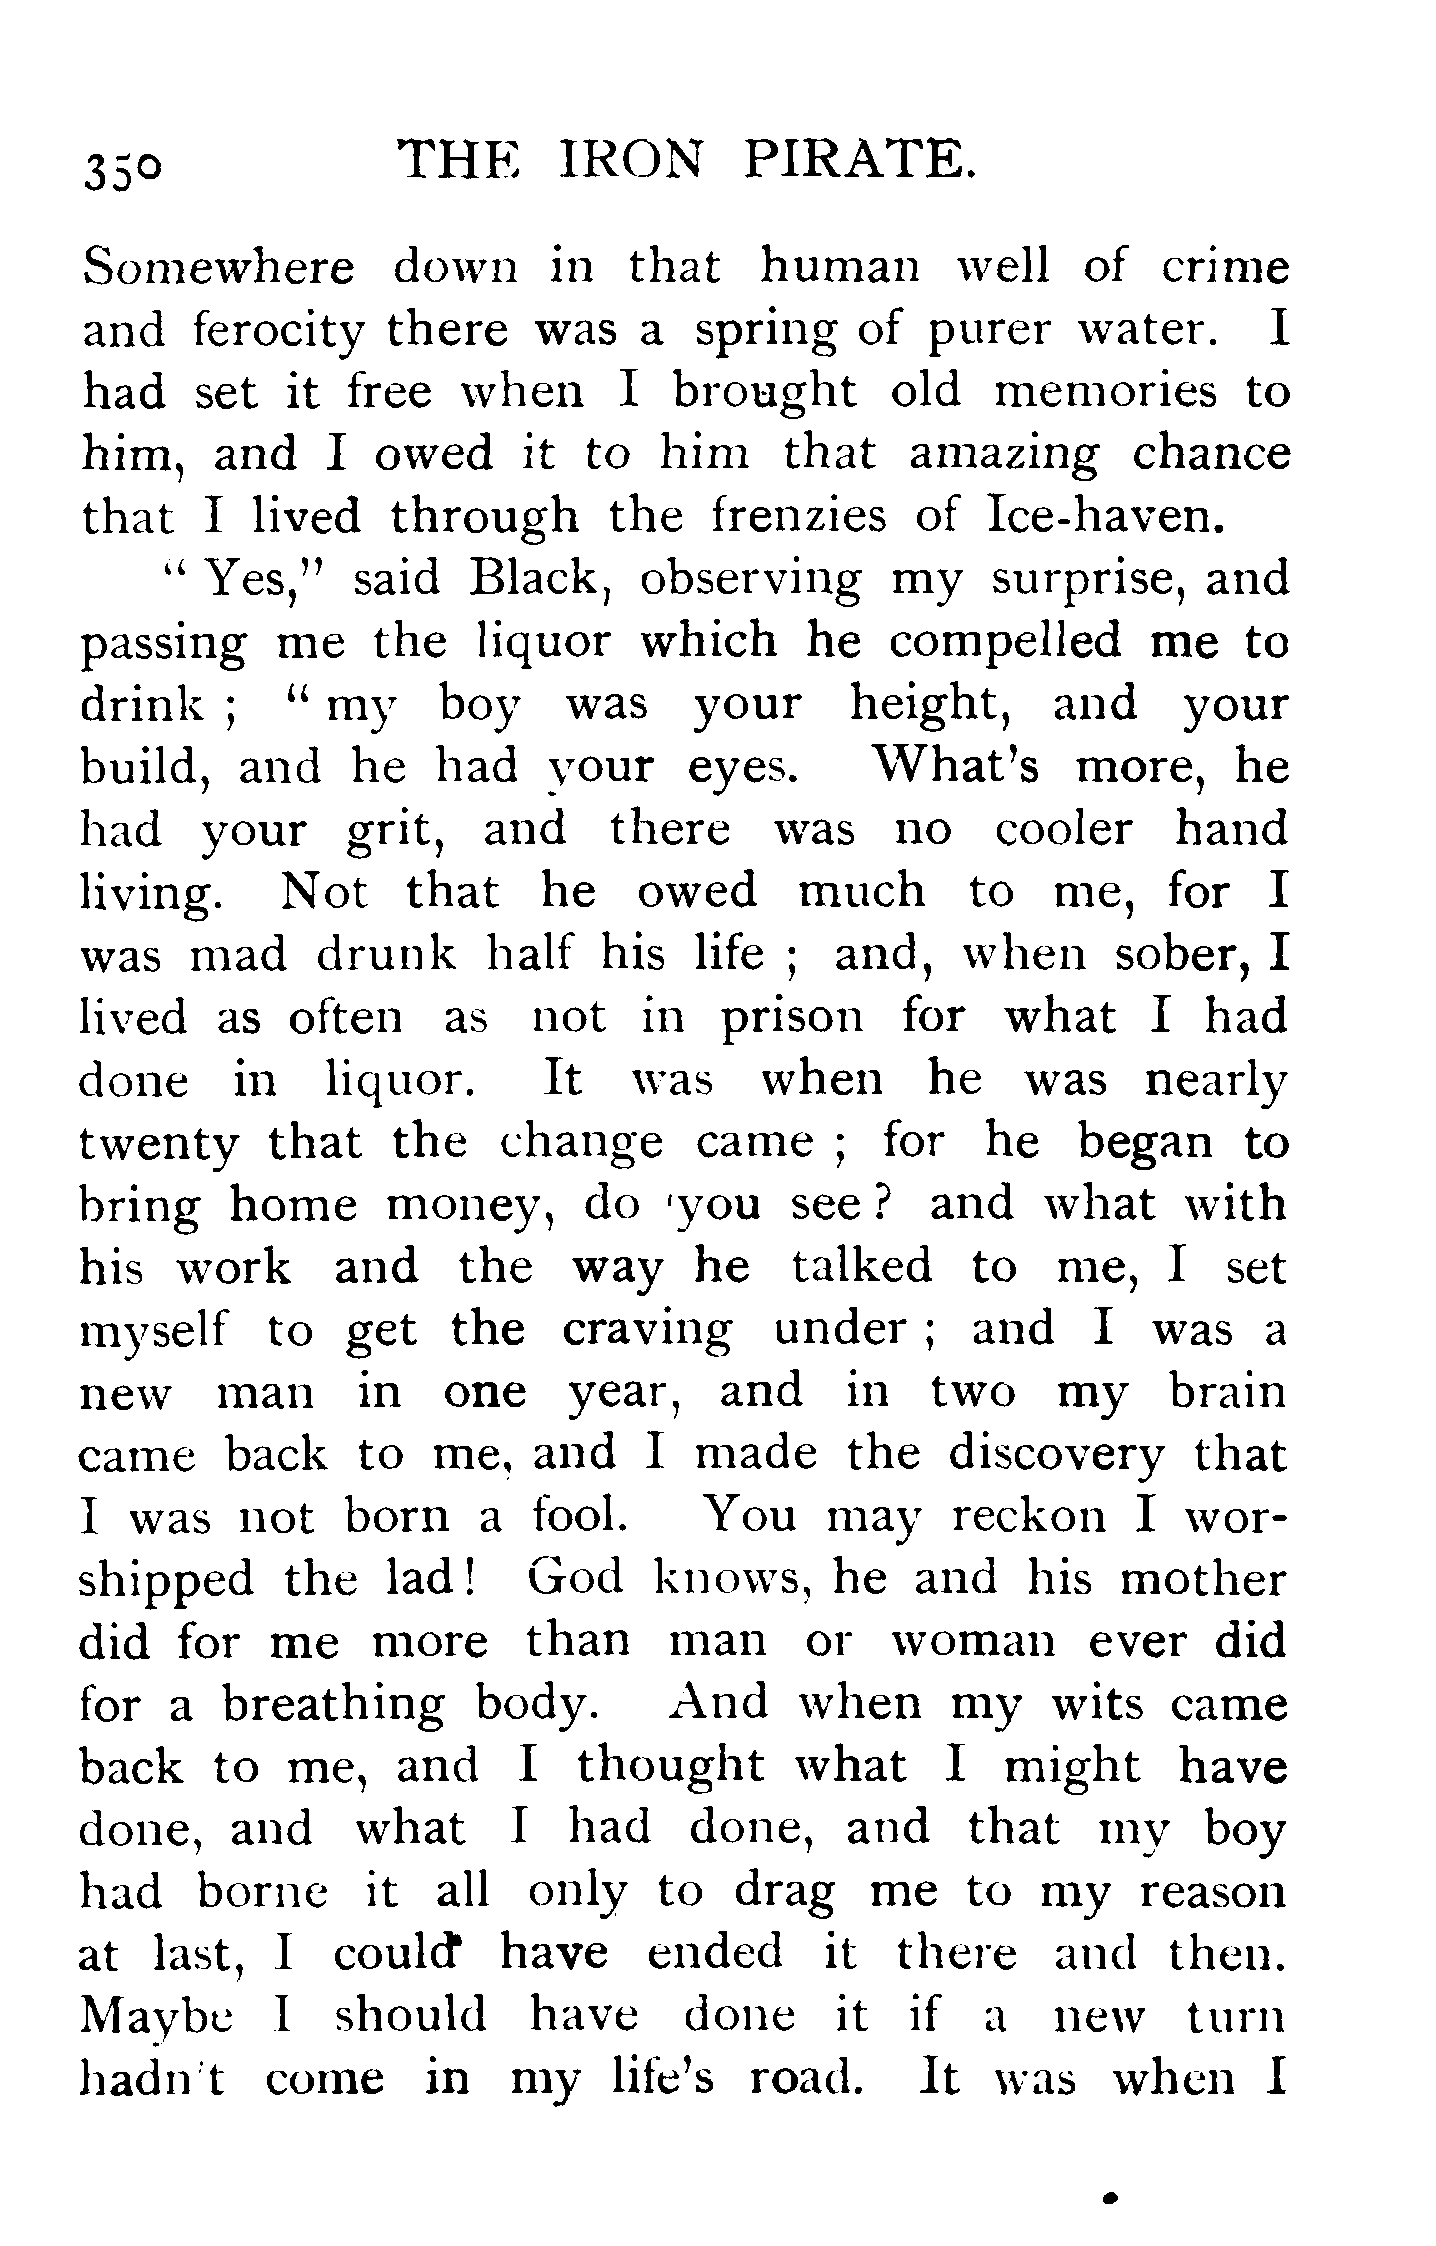 350 THE IRON PIRATE.
Somewhere down in that human well of crime
and ferocity there was a spring of purer water. I
had set it free when I brought old memories to
him, and I owed it to him that amazing chance
that I lived through the frenzies of Ice-haven.
" Yes," said Black, observing my surprise, and
passing me the liquor which he compelled me to
drink ; " my boy was your height, and your
build, and he had your eyes. What's more, he
had your grit, and there was no cooler hand
living. Not that he owed much to me, for I
was mad drunk half his life ; and, when sober, I
lived as often as not in prison for what I had
done in liquor. It was when he was nearly
twenty that the change came ; for he began to
bring home money, do you see ? and what with
his work and the way he talked to me, I set
myself to get the craving under ; and I was a
new man in one year, and in two my brain
came back to me, and I made the discovery that
I was not born a fool. You may reckon I wor-
shipped the lad! God knows, he and his mother
did for me more than man or woman ever did
for a breathing body. And when my wits came
back to me, and I thought what I might have
done, and what I had done, and that my boy
had borne it all only to drag me to my reason
at last, I could have ended it there and then.
Maybe I should have done it if a new turn
hadn't come in my life's road. It was when I